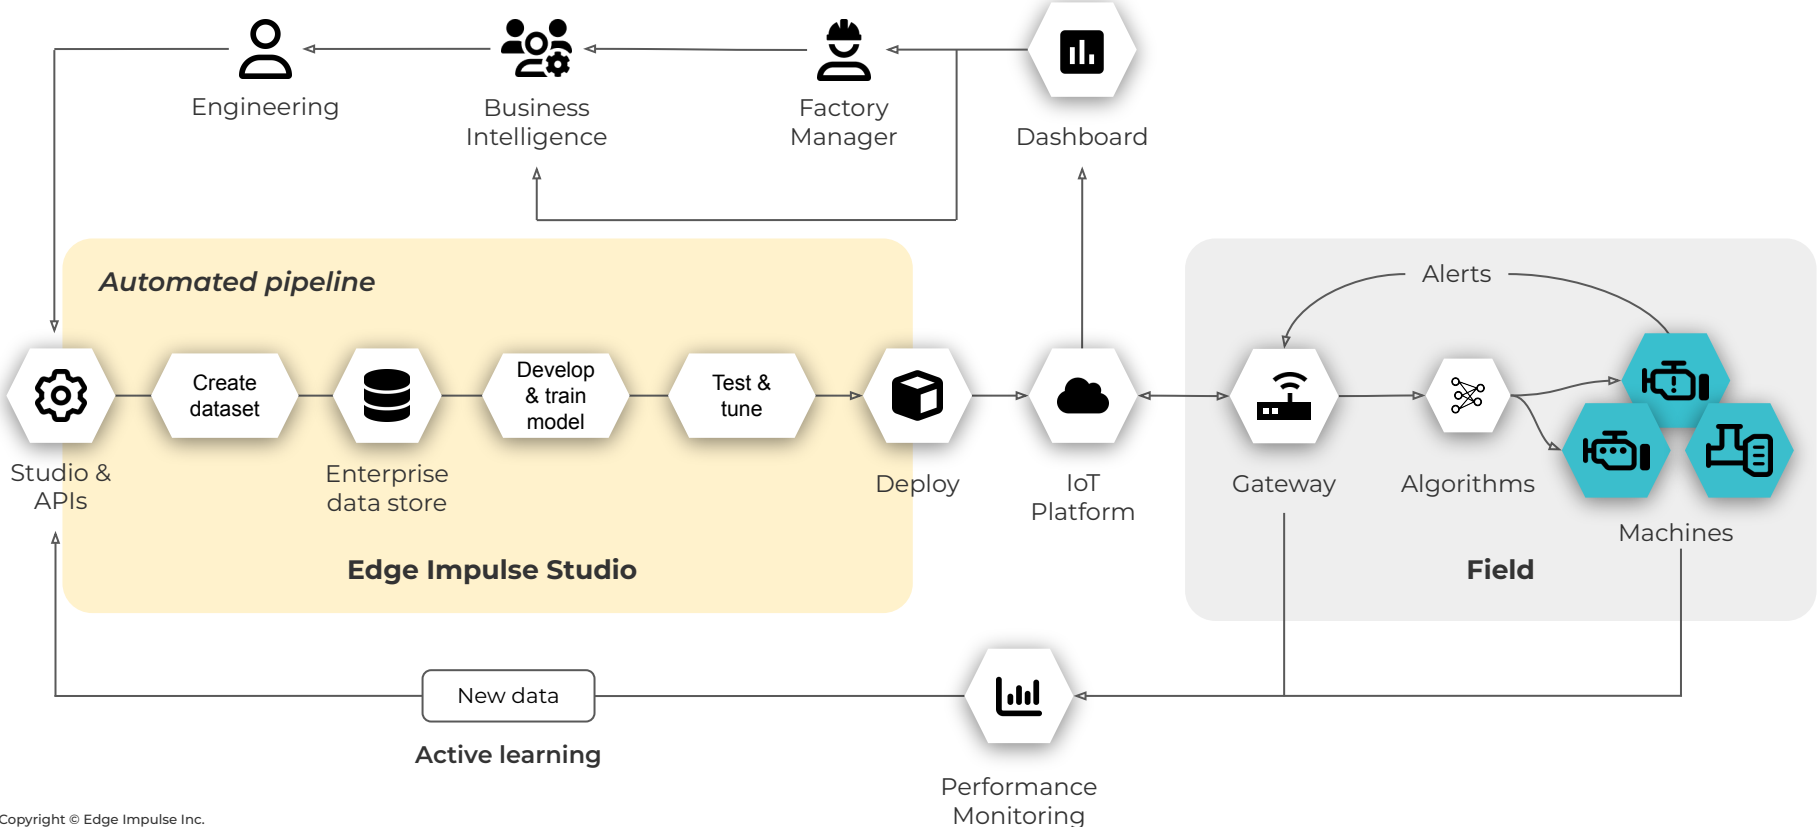 Engineering
Business
Intelligence
Factory
Manager
Dashboard
Automated pipeline
Alerts
Create
dataset
Develop
& train
model
Test &
tune
Studio &
APIs
Enterprise
data store
Deploy
IoT
Platform
Gateway
Algorithms
Machines
Edge Impulse Studio
Field
New data
Active learning
Performance
Monitoring
Copyright © Edge Impulse Inc.